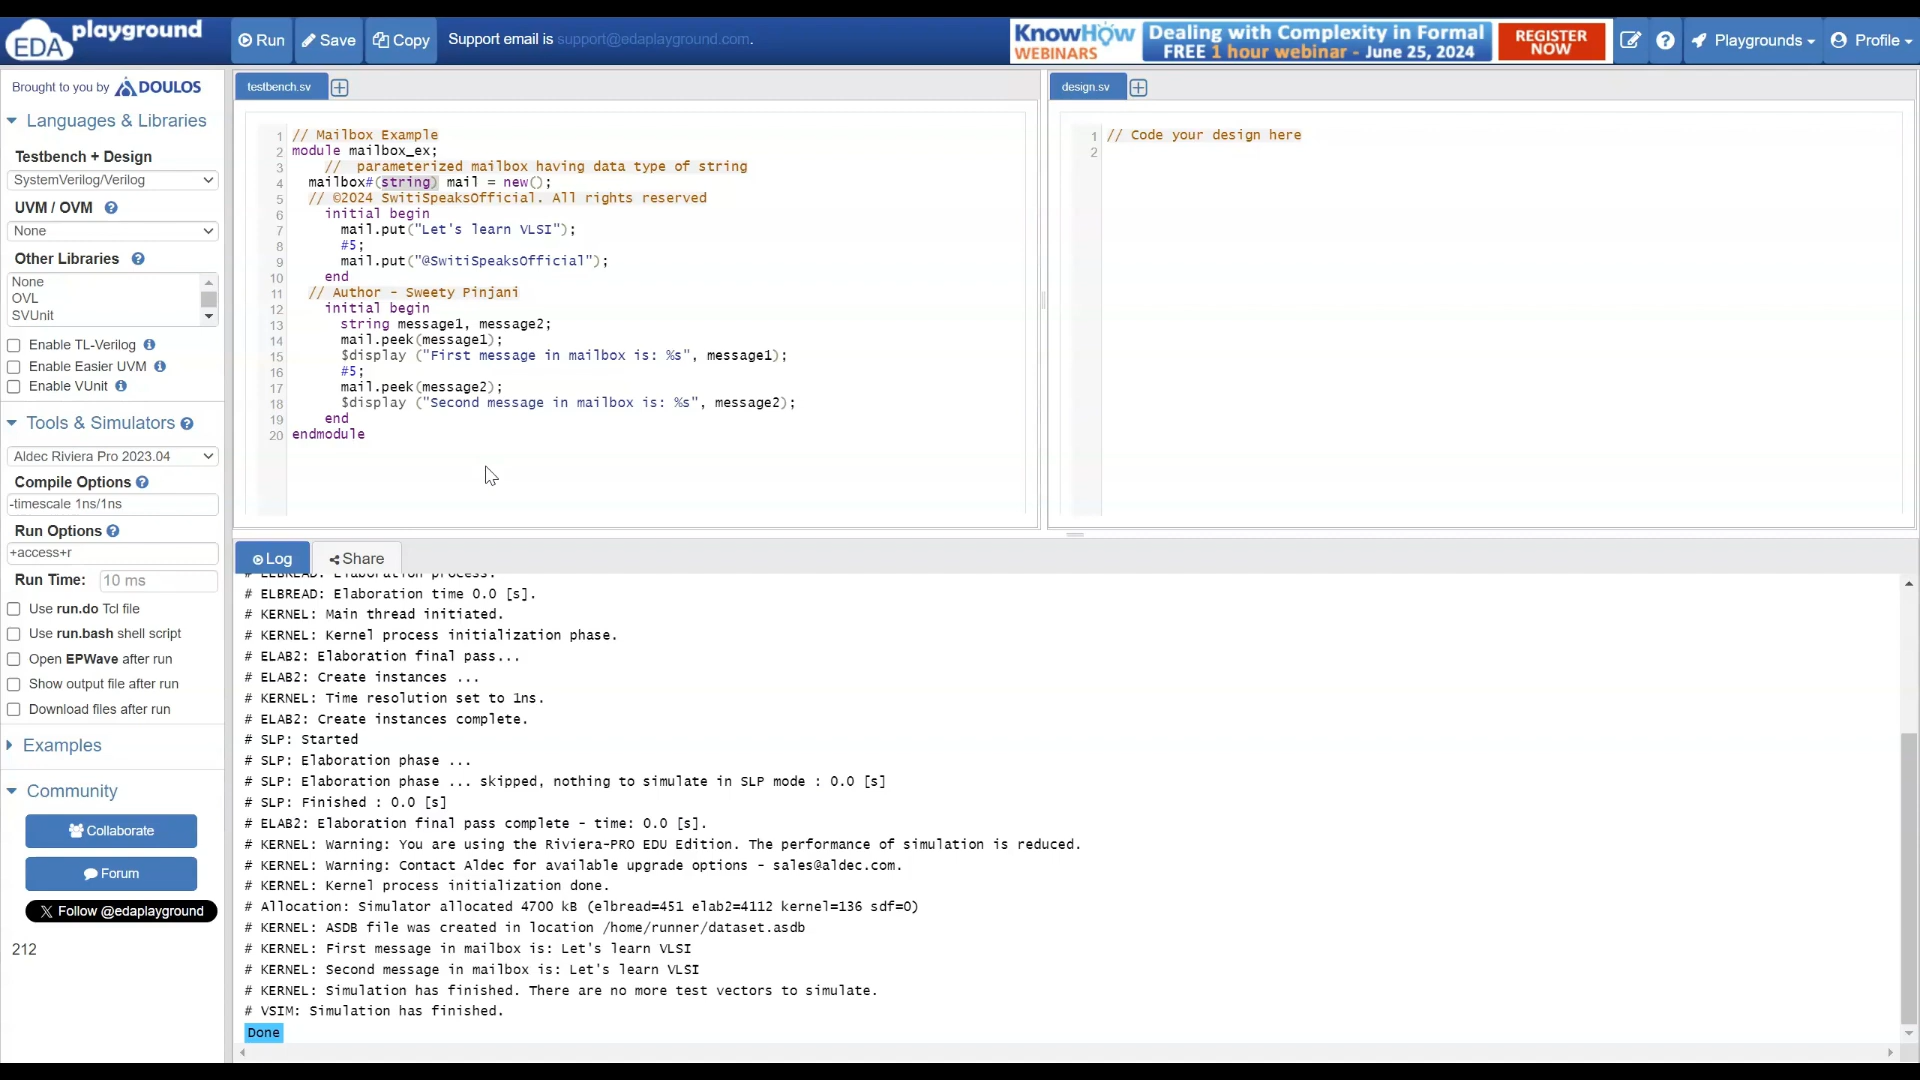 EDA playground
Run
Save
Copy
Support email is support@edaplayground.com.
KnowHow WEBINARS
Dealing with Complexity in Formal
FREE 1 hour webinar - June 25, 2024
REGISTER NOW
Playgrounds
Profile
Brought to you by DOULOS
Languages & Libraries
Testbench + Design
SystemVerilog/Verilog
UVM / OVM
None
Other Libraries
None
OVL
SVUnit
Enable TL-Verilog
Enable Easier UVM
Enable VUnit
Tools & Simulators
Aldec Riviera Pro 2023.04
Compile Options
-timescale 1ns/1ns
Run Options
+access+r
Run Time: 10 ms
Use run.do Tcl file
Use run.bash shell script
Open EPWave after run
Show output file after run
Download files after run
Examples
Community
Collaborate
Forum
X Follow @edaplayground
212
testbench.sv
1 // Mailbox Example
2 module mailbox_ex;
3 // parameterized mailbox having data type of string
4 mailbox#(string) mail = new();
5 // ©2024 SwitiSpeaksOfficial. All rights reserved
6 initial begin
7 mail.put("Let's learn VLSI");
8 #5;
9 mail.put("@SwitiSpeaksOfficial");
10 end
11 // Author - Sweety Pinjani
12 initial begin
13 string message1, message2;
14 mail.peek(message1);
15 $display ("First message in mailbox is: %s", message1);
16 #5;
17 mail.peek(message2);
18 $display ("Second message in mailbox is: %s", message2);
19 end
20 endmodule
design.sv
1 // Code your design here
2
Log
Share
# ELBREAD: Elaboration process.
# ELBREAD: Elaboration time 0.0 [s].
# KERNEL: Main thread initiated.
# KERNEL: Kernel process initialization phase.
# ELAB2: Elaboration final pass...
# ELAB2: Create instances ...
# KERNEL: Time resolution set to 1ns.
# ELAB2: Create instances complete.
# SLP: Started
# SLP: Elaboration phase ...
# SLP: Elaboration phase ... skipped, nothing to simulate in SLP mode : 0.0 [s]
# SLP: Finished : 0.0 [s]
# ELAB2: Elaboration final pass complete - time: 0.0 [s].
# KERNEL: Warning: You are using the Riviera-PRO EDU Edition. The performance of simulation is reduced.
# KERNEL: Warning: Contact Aldec for available upgrade options - sales@aldec.com.
# KERNEL: Kernel process initialization done.
# Allocation: Simulator allocated 4700 kB (elbread=451 elab2=4112 kernel=136 sdf=0)
# KERNEL: ASDB file was created in location /home/runner/dataset.asdb
# KERNEL: First message in mailbox is: Let's learn VLSI
# KERNEL: Second message in mailbox is: Let's learn VLSI
# KERNEL: Simulation has finished. There are no more test vectors to simulate.
# VSIM: Simulation has finished.
Done